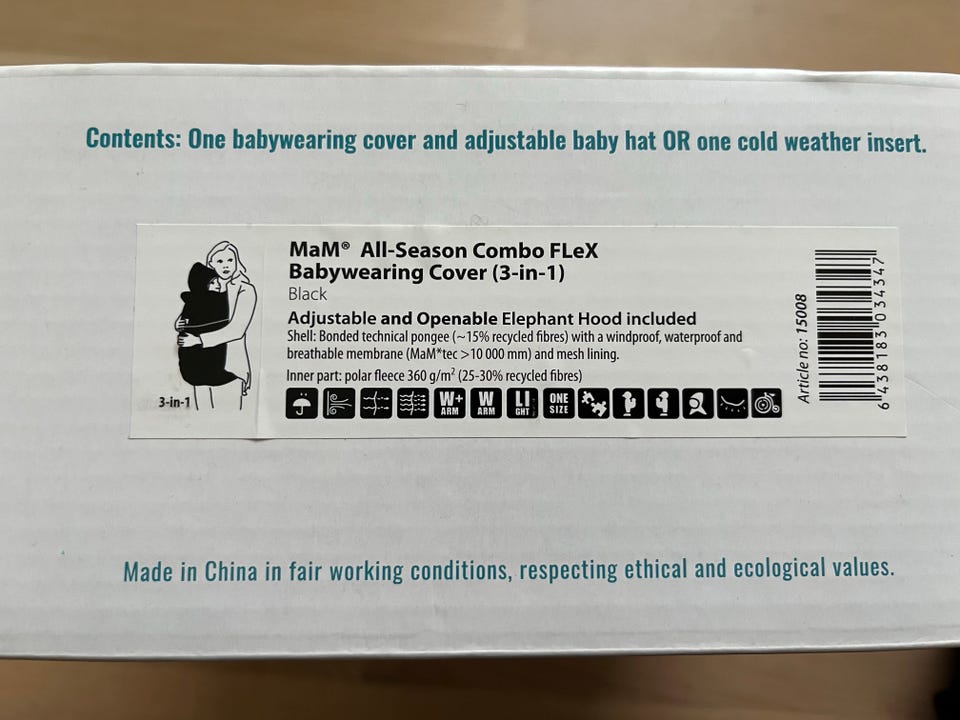 Contents: One babywearing cover and adjustable baby hat OR one cold weather insert.
MaM® All-Season Combo FLeX
Babywearing Cover (3-in-1)
Black
Adjustable and Openable Elephant Hood included
Shell: Bonded technical pongee (~15% recycled fibres) with a windproof, waterproof and
breathable membrane (MaM*tec >10 000 mm) and mesh lining.
Inner part: polar fleece 360 g/m² (25-30% recycled fibres)
3-in-1
W+ ARM
W ARM
LI GHT
ONE SIZE
Article no: 15008
6 438183 034347
Made in China in fair working conditions, respecting ethical and ecological values.